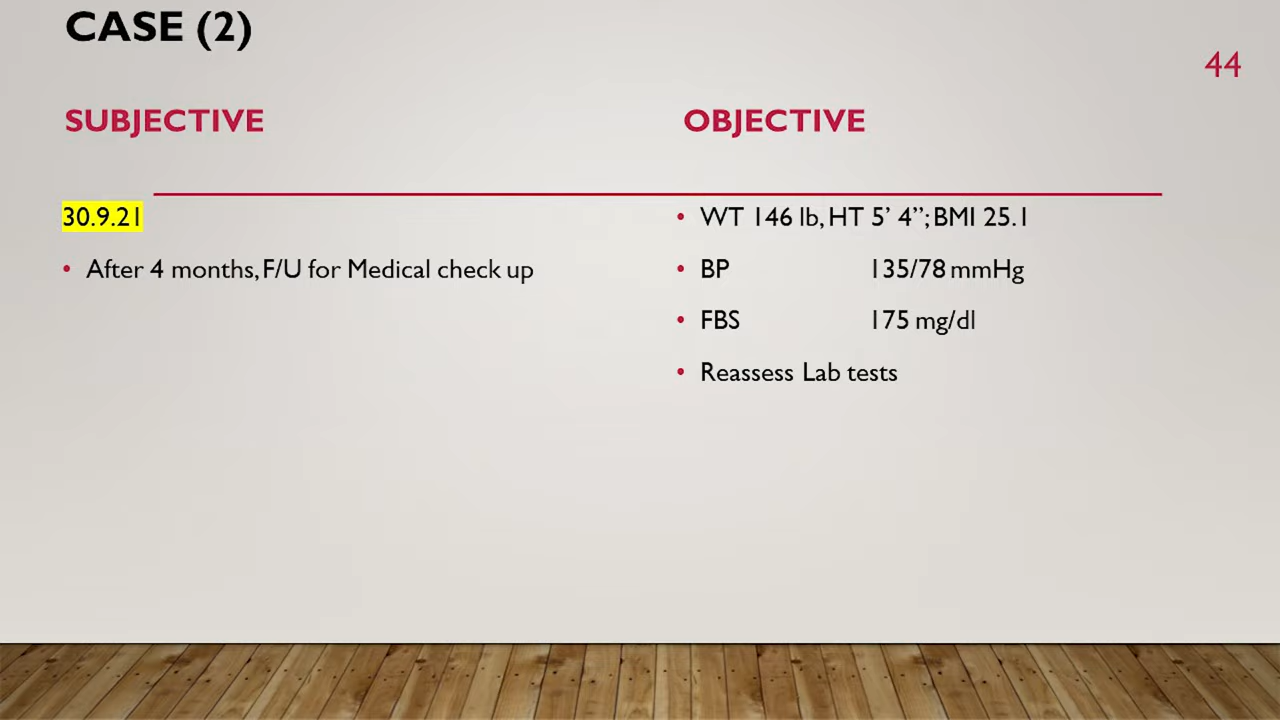 CASE (2)
44
SUBJECTIVE
30.9.21
• After 4 months, F/U for Medical check up
OBJECTIVE
• WT 146 lb, HT 5’ 4”; BMI 25.1
• BP 135/78 mmHg
• FBS 175 mg/dl
• Reassess Lab tests